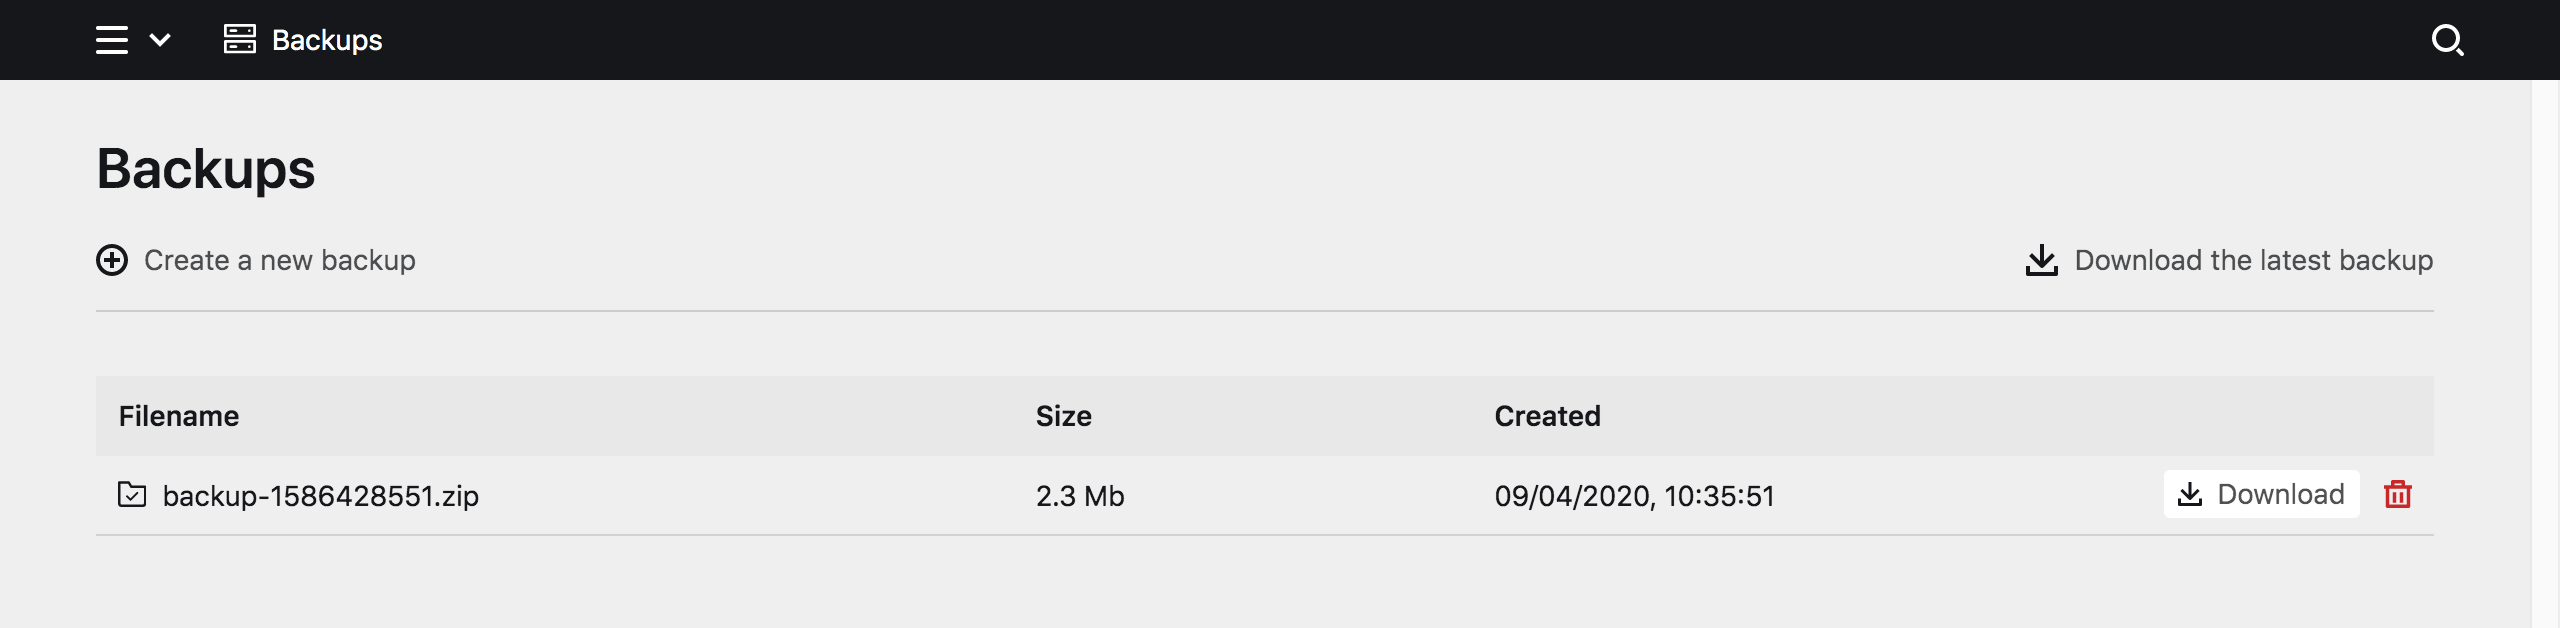 Backups
Backups
Create a new backup
Download the latest backup
Filename Size Created
backup-1586428551.zip 2.3 Mb 09/04/2020, 10:35:51 Download